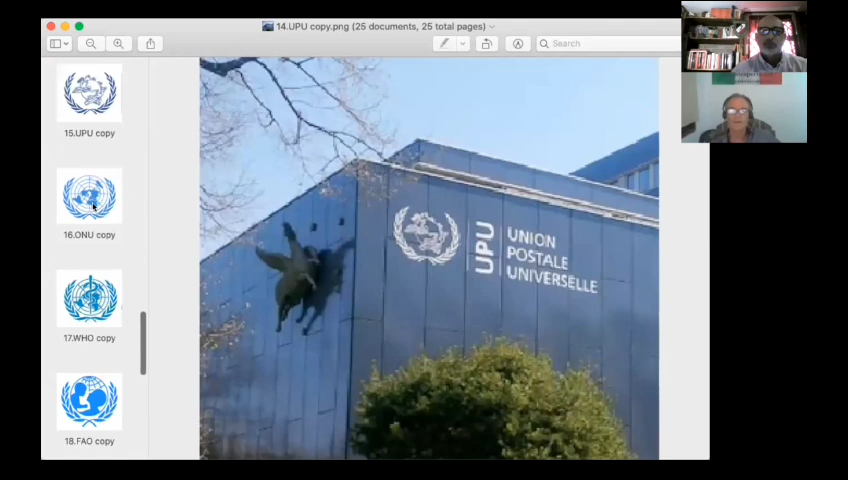 14.UPU copy.png (25 documents, 25 total pages)
Search
15.UPU copy
16.ONU copy
17.WHO copy
18.FAO copy
UPU
UNION
POSTALE
UNIVERSELLE